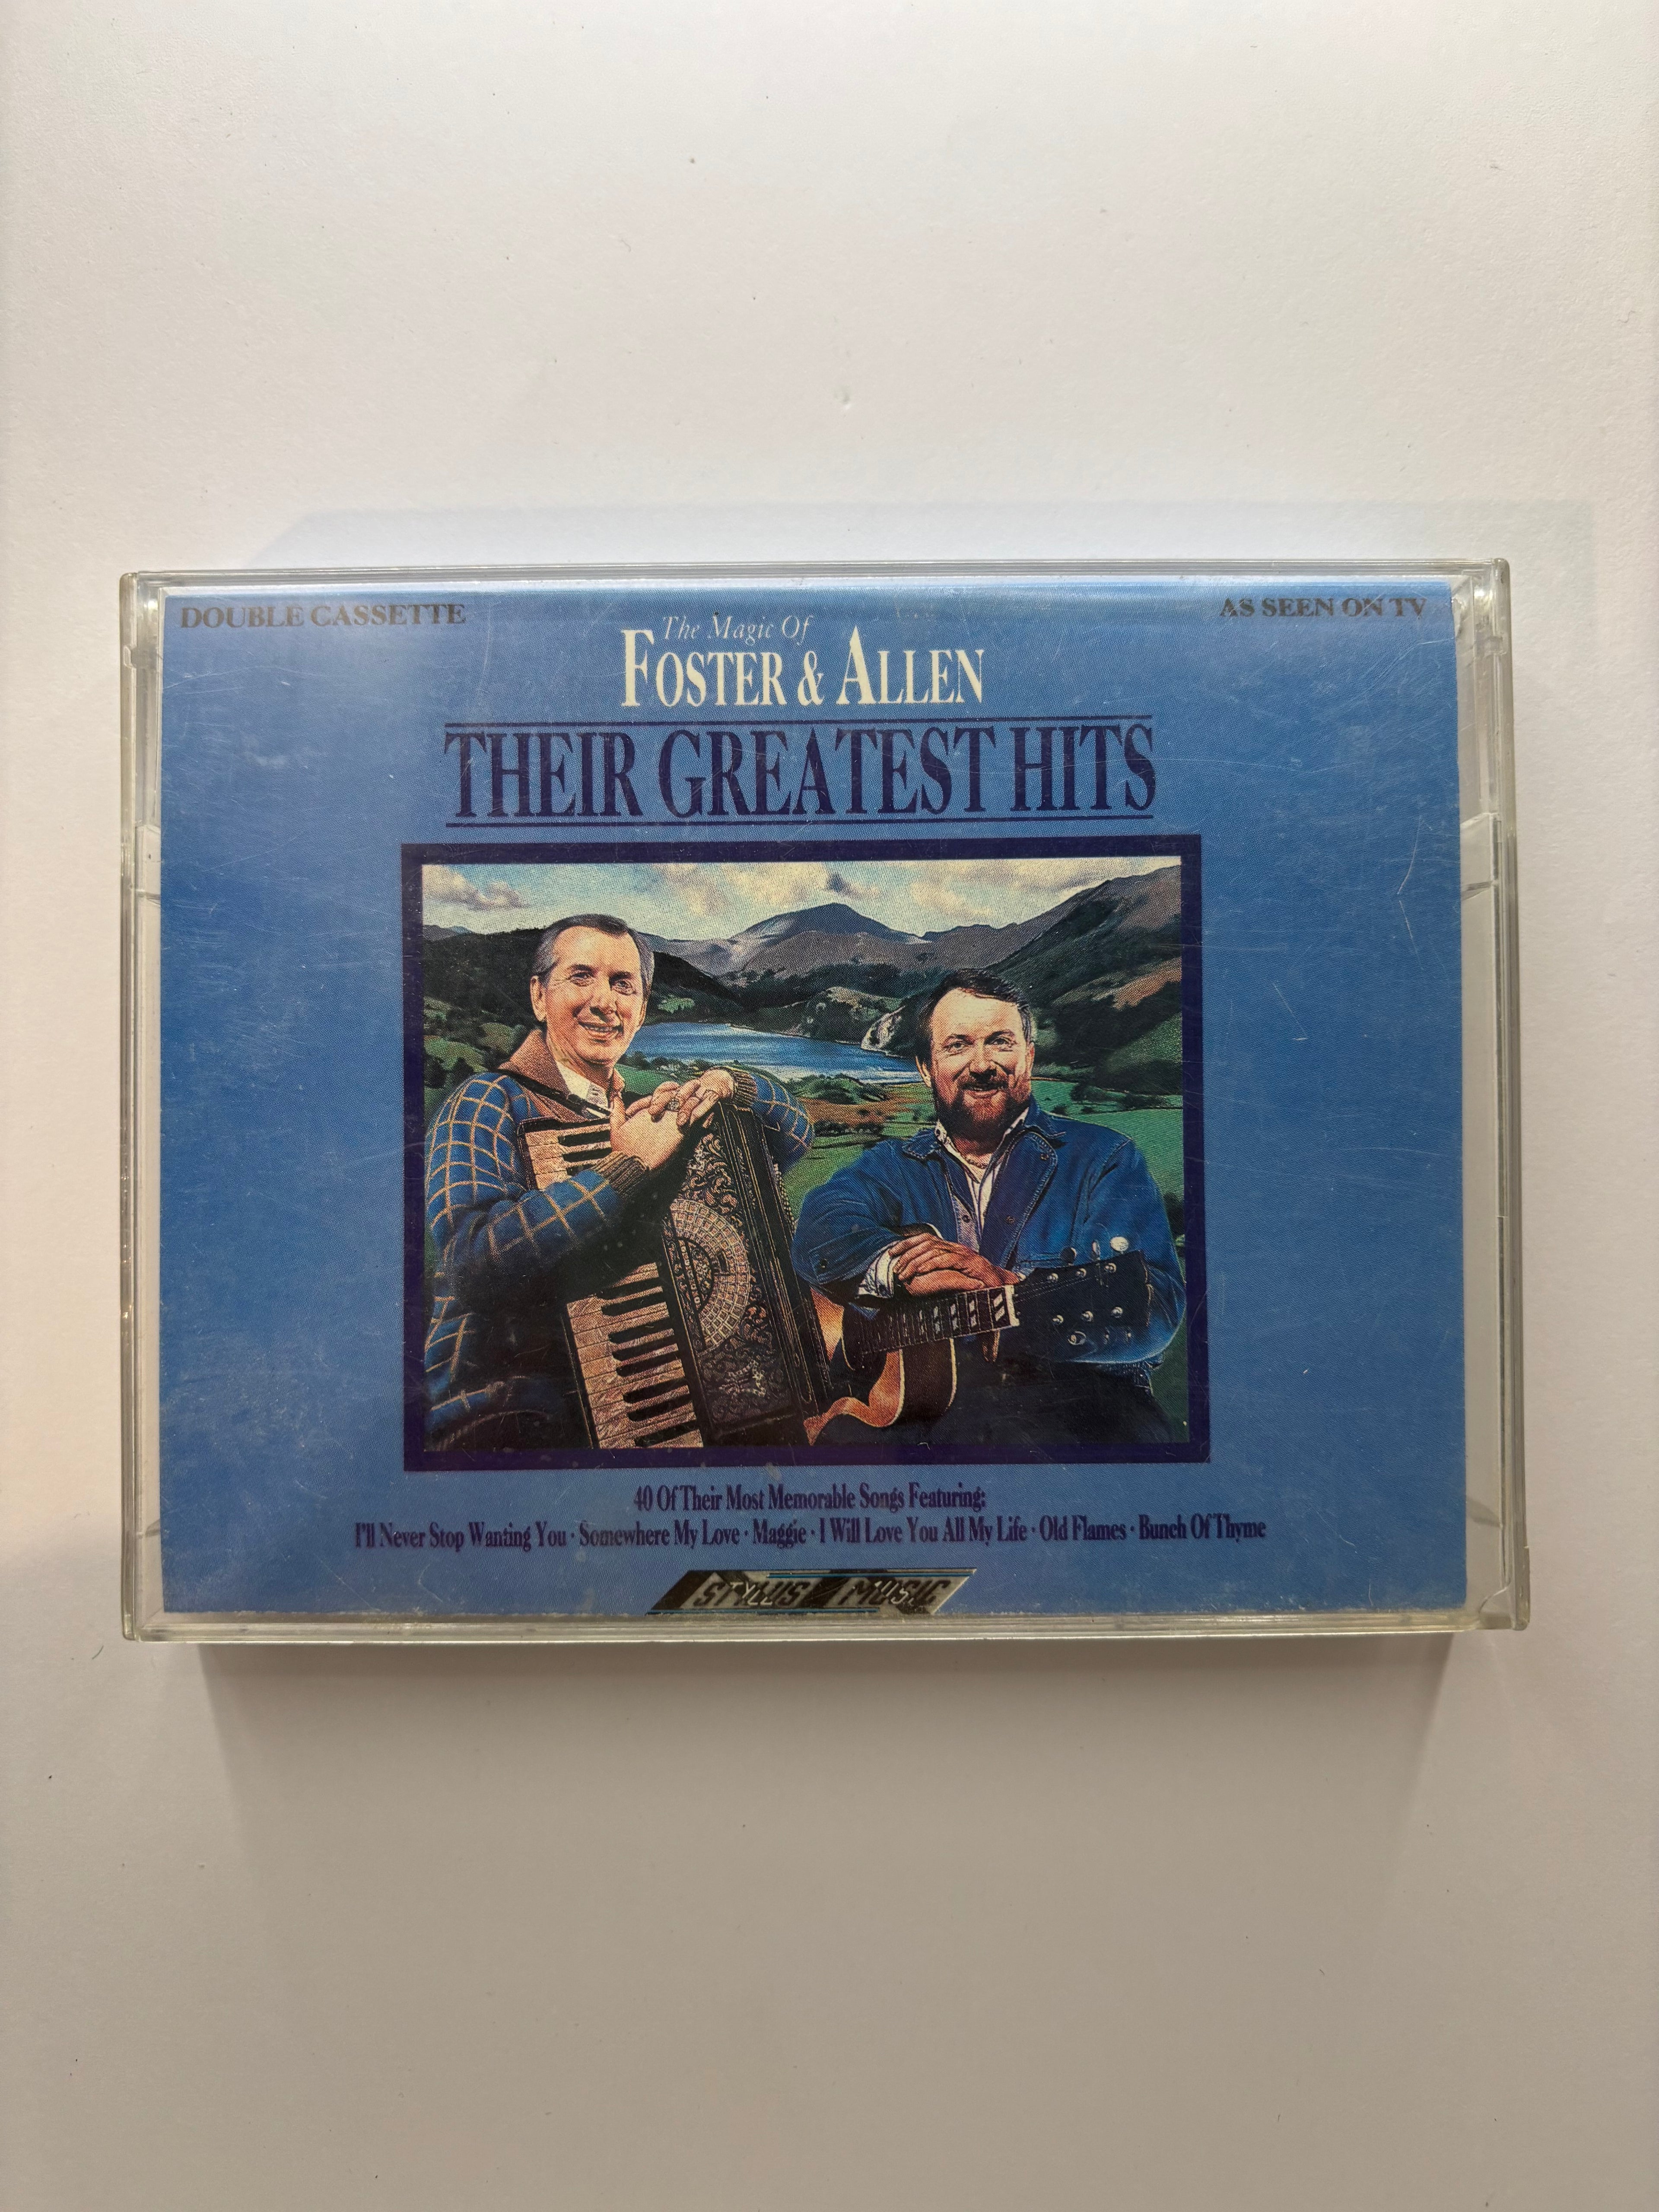 DOUBLE CASSETTE
AS SEEN ON TV
The Magic Of
FOSTER & ALLEN
THEIR GREATEST HITS
40 Of Their Most Memorable Songs Featuring:
I'll Never Stop Wanting You · Somewhere My Love · Maggie · I Will Love You All My Life · Old Flames · Bunch Of Thyme
STYLUS MUSIC